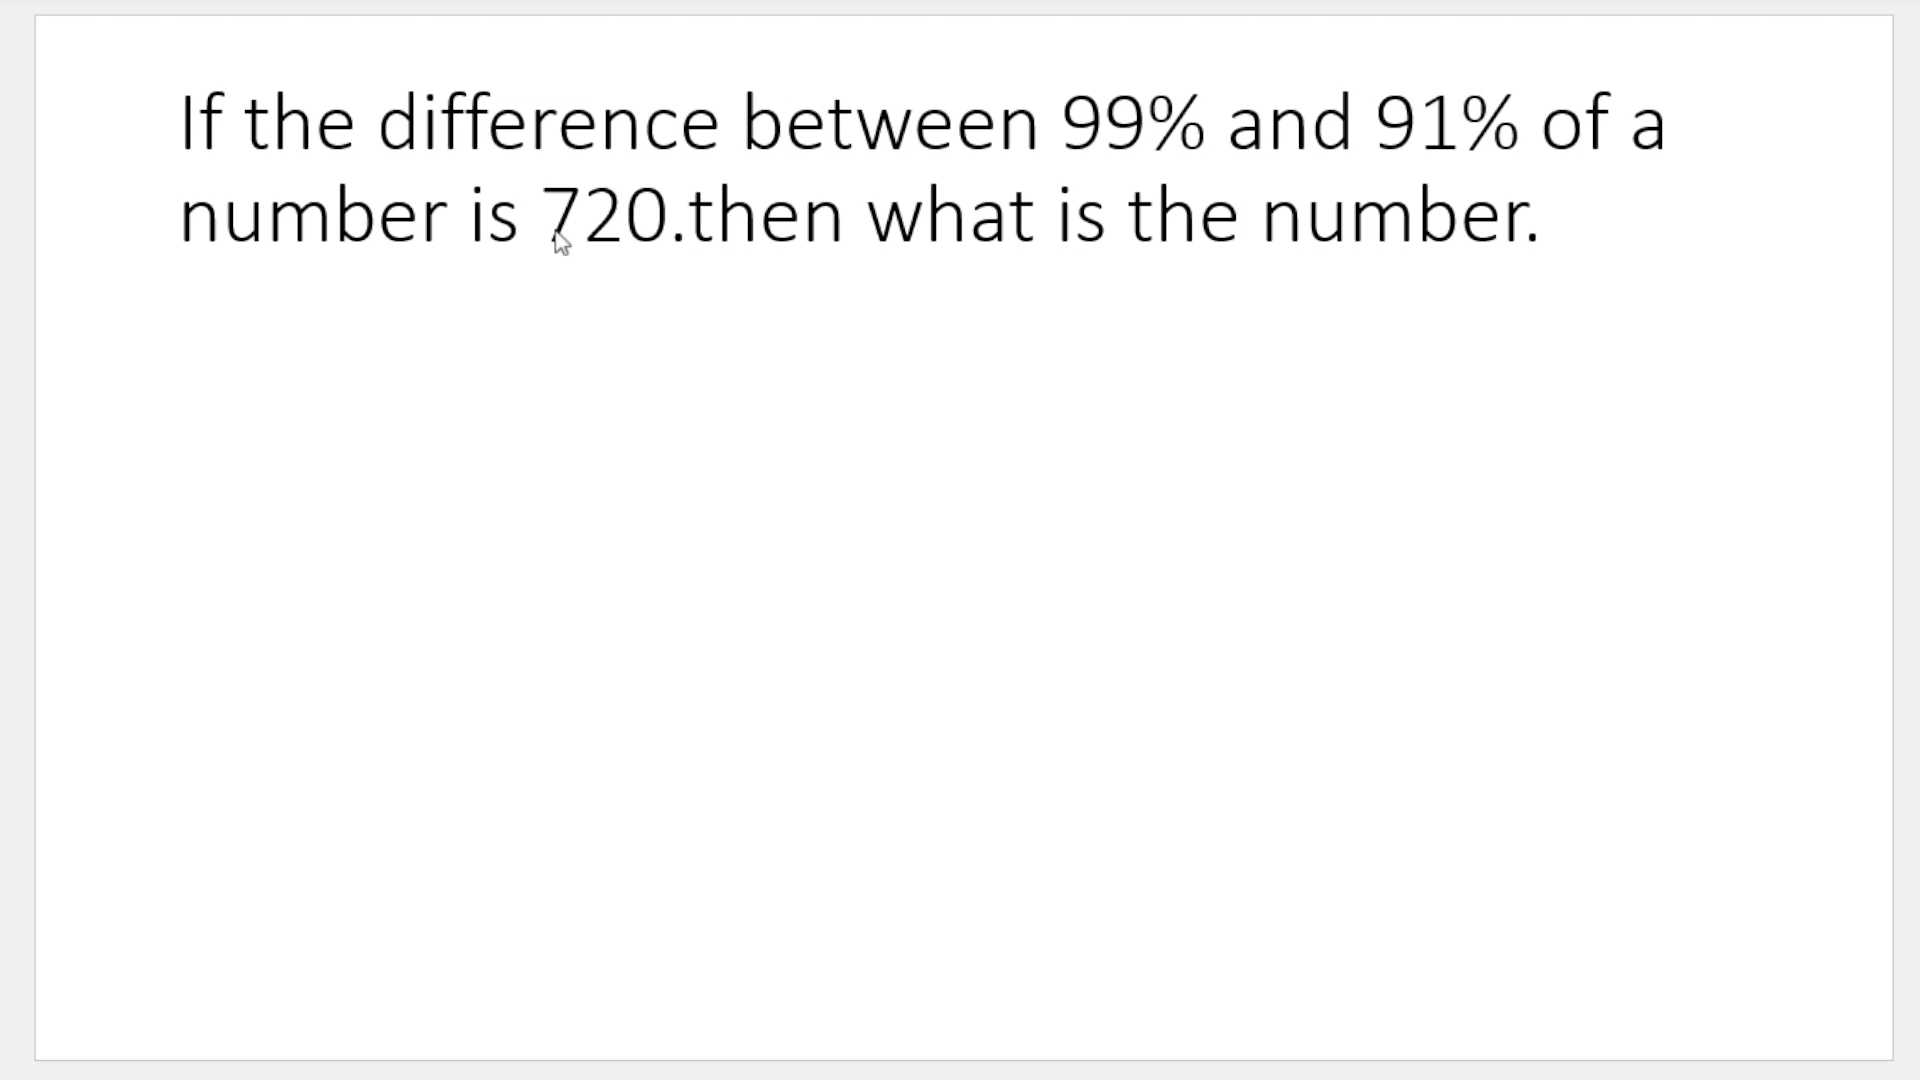 If the difference between 99% and 91% of a
number is 720.then what is the number.